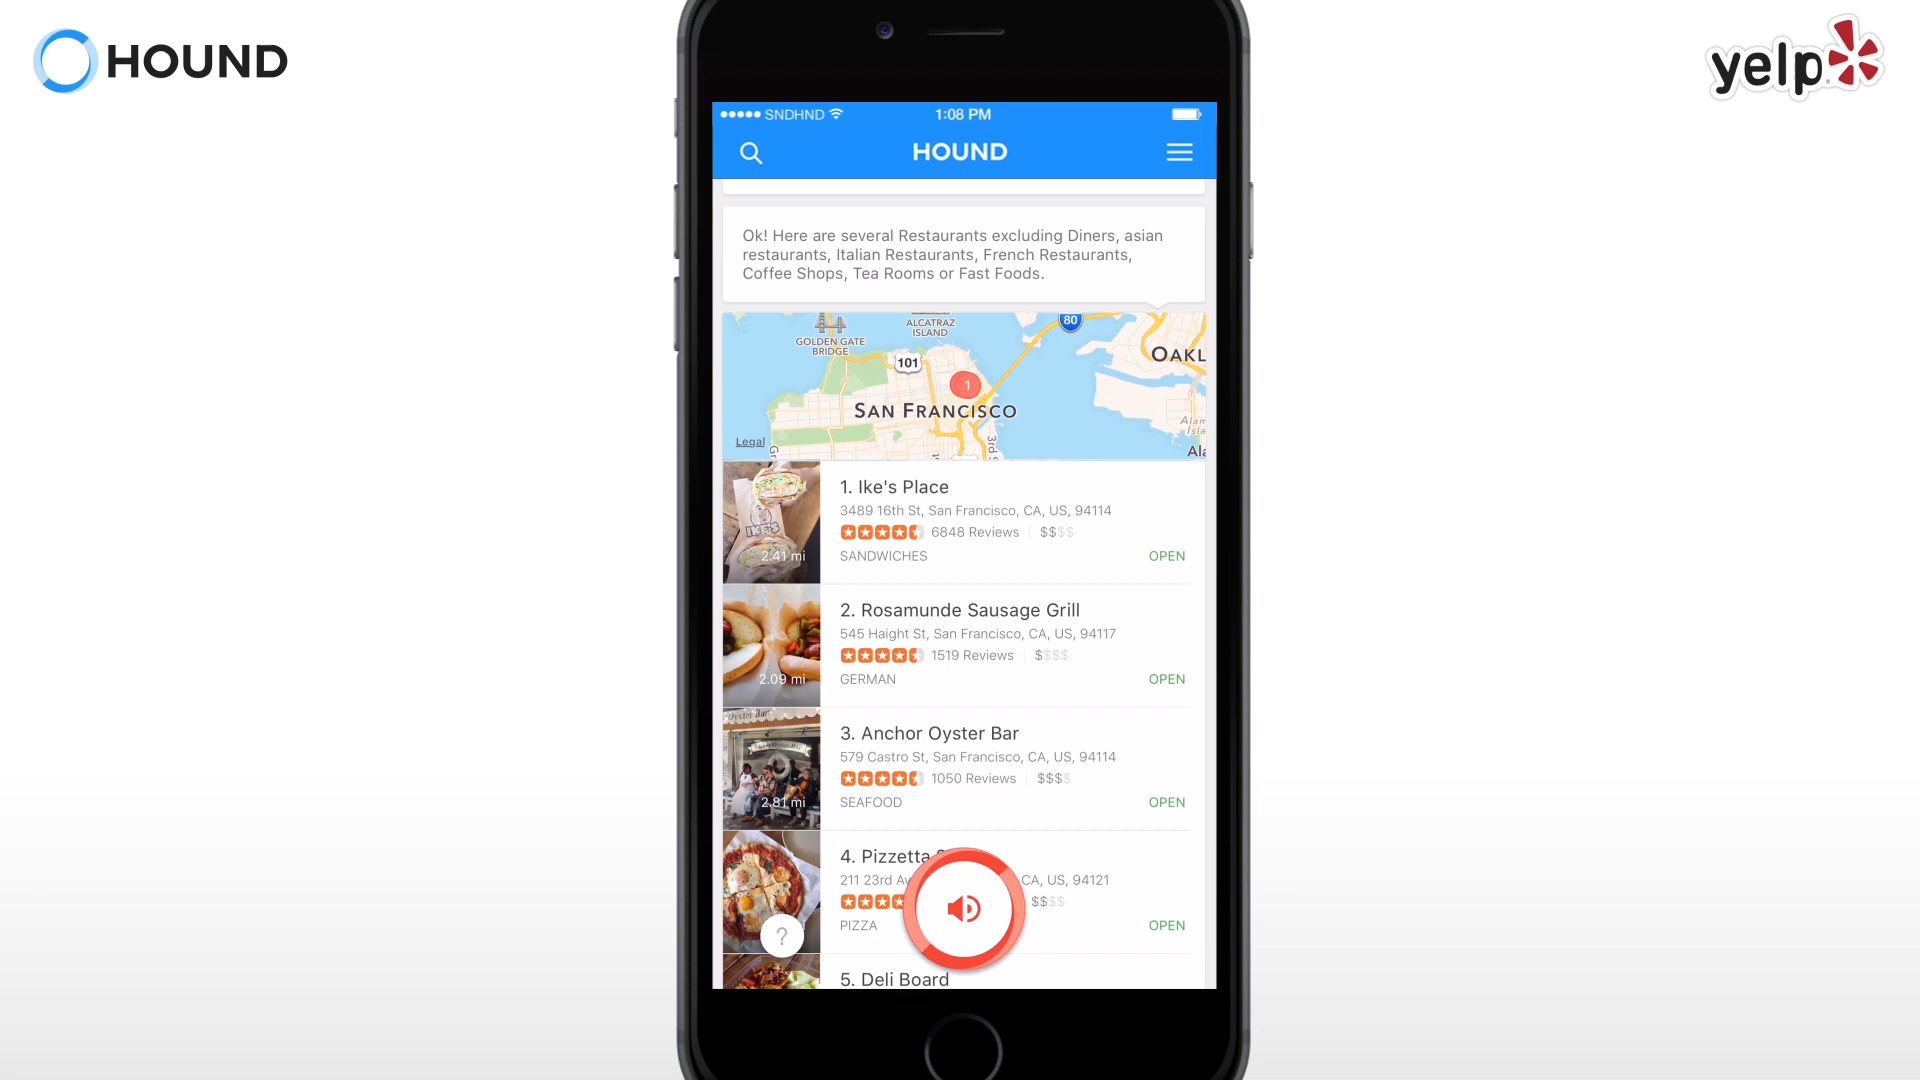 HOUND
yelp
SNDHND
1:08 PM
HOUND
Ok! Here are several Restaurants excluding Diners, asian
restaurants, Italian Restaurants, French Restaurants,
Coffee Shops, Tea Rooms or Fast Foods.
GOLDEN GATE
BRIDGE
ALCATRAZ
ISLAND
80
OAKL
101
1
SAN FRANCISCO
Legal
3rd
1. Ike's Place
3489 16th St, San Francisco, CA, US, 94114
6848 Reviews $$$$
2.41 mi
SANDWICHES
OPEN
IKE'S
2. Rosamunde Sausage Grill
545 Haight St, San Francisco, CA, US, 94117
1519 Reviews $$$$
2.09 mi
GERMAN
OPEN
Oyster Bar
3. Anchor Oyster Bar
579 Castro St, San Francisco, CA, US, 94114
1050 Reviews $$$$
2.81 mi
SEAFOOD
OPEN
4. Pizzetta
211 23rd Av CA, US, 94121
$$$$
PIZZA
OPEN
?
5. Deli Board